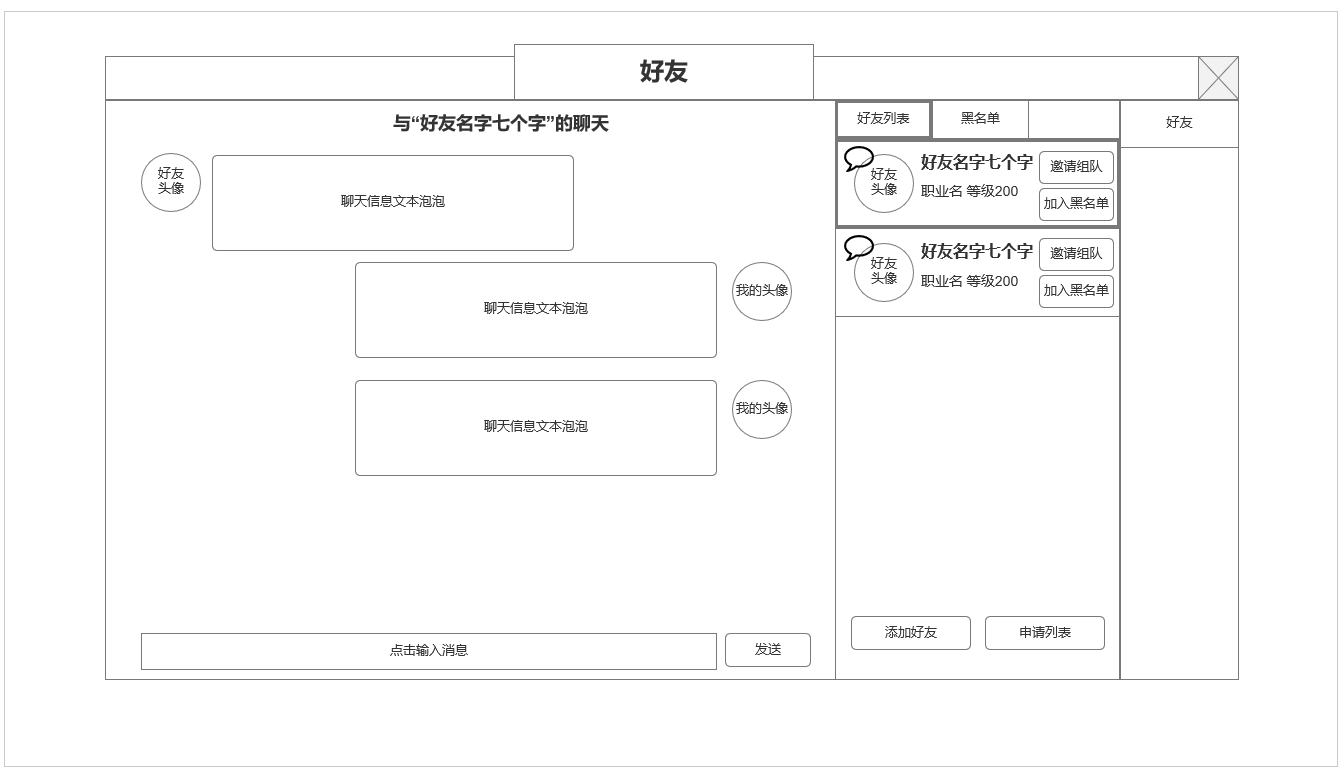 好友
与“好友名字七个字”的聊天
好友
头像
聊天信息文本泡泡
聊天信息文本泡泡
我的头像
聊天信息文本泡泡
我的头像
点击输入消息
发送
好友列表
黑名单
好友
头像
好友名字七个字
职业名 等级200
邀请组队
加入黑名单
好友
头像
好友名字七个字
职业名 等级200
邀请组队
加入黑名单
添加好友
申请列表
好友